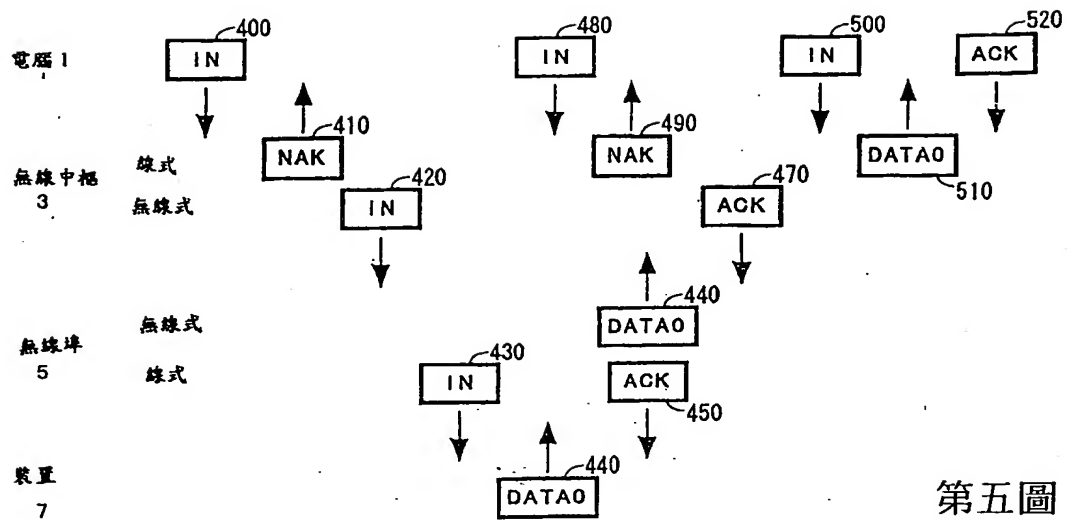 400
480
500
520
電腦1
IN
IN
IN
ACK
410
490
無線中樞
3
線式
NAK
NAK
DATA0
510
420
470
無線式
IN
ACK
440
無線埠
5
無線式
DATA0
430
線式
IN
ACK
450
440
裝置
7
DATA0
第五圖